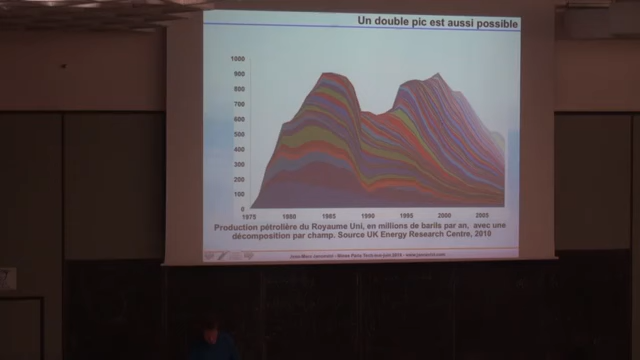 Un double pic est aussi possible
1000
900
800
700
600
500
400
300
200
100
0
1975 1980 1985 1990 1995 2000 2005
Production pétrolière du Royaume Uni, en millions de barils par an, avec une
décomposition par champ. Source UK Energy Research Centre, 2010